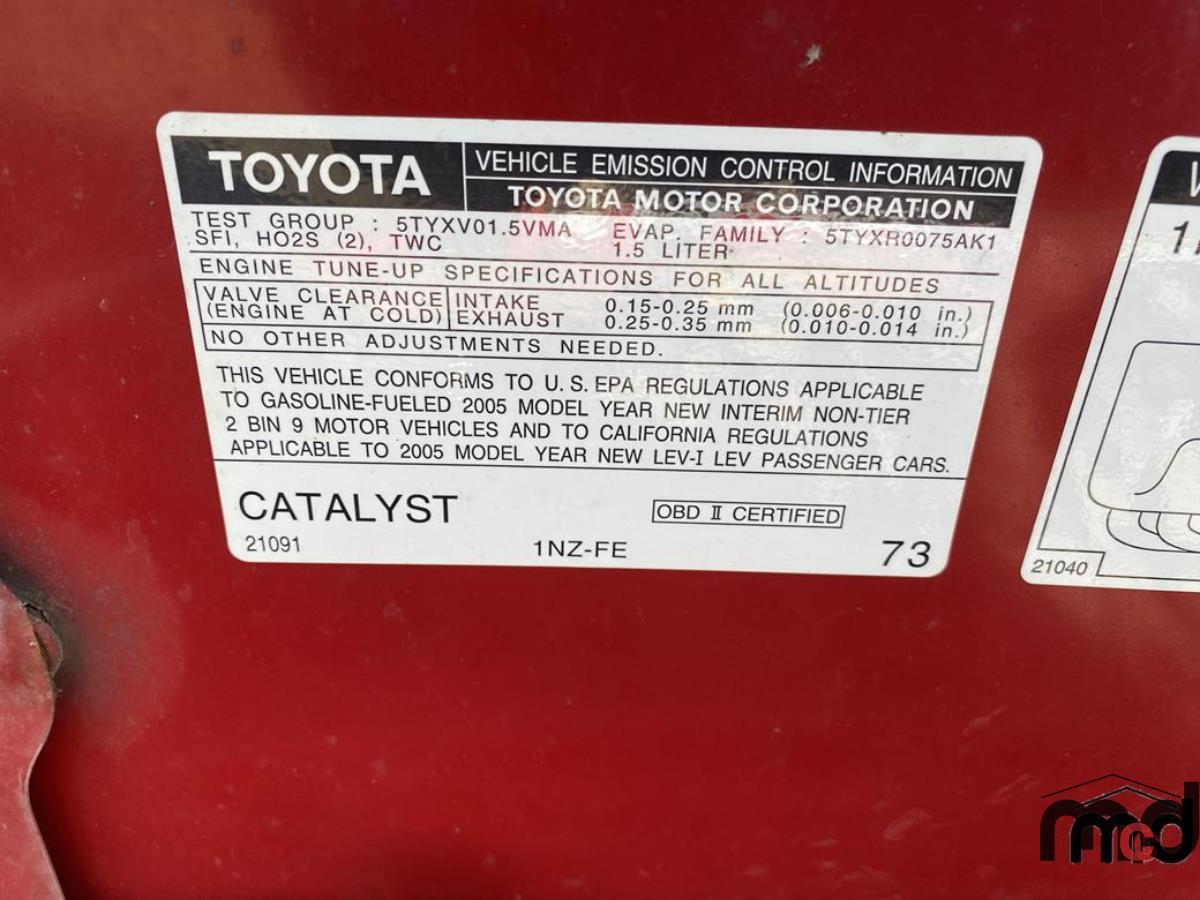 TOYOTA
VEHICLE EMISSION CONTROL INFORMATION
TOYOTA MOTOR CORPORATION
TEST GROUP : 5TYXV01.5VMA EVAP. FAMILY : 5TYXR0075AK1
SFI, HO2S (2), TWC 1.5 LITER
ENGINE TUNE-UP SPECIFICATIONS FOR ALL ALTITUDES
VALVE CLEARANCE INTAKE 0.15-0.25 mm (0.006-0.010 in.)
(ENGINE AT COLD) EXHAUST 0.25-0.35 mm (0.010-0.014 in.)
NO OTHER ADJUSTMENTS NEEDED.
THIS VEHICLE CONFORMS TO U.S. EPA REGULATIONS APPLICABLE
TO GASOLINE-FUELED 2005 MODEL YEAR NEW INTERIM NON-TIER
2 BIN 9 MOTOR VEHICLES AND TO CALIFORNIA REGULATIONS
APPLICABLE TO 2005 MODEL YEAR NEW LEV-I LEV PASSENGER CARS.
CATALYST OBD II CERTIFIED
21091 1NZ-FE 73
21040